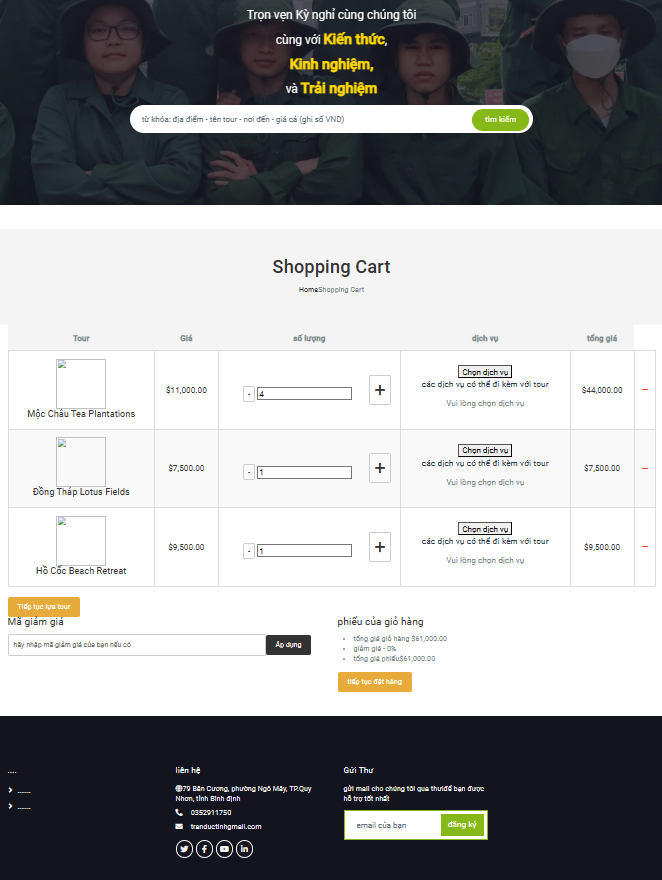 Trọn vẹn Kỳ nghỉ cùng chúng tôi
cùng với Kiến thức,
Kinh nghiệm,
và Trải nghiệm
từ khóa: địa điểm - tên tour - nơi đến - giá cả (ghi số VND)
tìm kiếm
Shopping Cart
HomeShopping Cart
Tour Giá số lượng dịch vụ tổng giá
Mộc Châu Tea Plantations
$11,000.00
- 4 +
Chọn dịch vụ
các dịch vụ có thể đi kèm với tour
Vui lòng chọn dịch vụ
$44,000.00
Đồng Tháp Lotus Fields
$7,500.00
- 1 +
Chọn dịch vụ
các dịch vụ có thể đi kèm với tour
Vui lòng chọn dịch vụ
$7,500.00
Hồ Cốc Beach Retreat
$9,500.00
- 1 +
Chọn dịch vụ
các dịch vụ có thể đi kèm với tour
Vui lòng chọn dịch vụ
$9,500.00
Tiếp tục lựa tour
Mã giảm giá
hãy nhập mã giảm giá của bạn nếu có
Áp dụng
phiếu của giỏ hàng
tổng giá giỏ hàng $61,000.00
giảm giá - 0%
tổng giá phiếu$61,000.00
tiếp tục đặt hàng
....
liên hệ
79 Bân Cương, phường Ngô Mây, TP.Quy
Nhơn, tỉnh Bình định
0352911750
tranductinhgmail.com
Gửi Thư
gửi mail cho chúng tôi qua thưđể bạn được
hỗ trợ tốt nhất
email của bạn
đăng ký